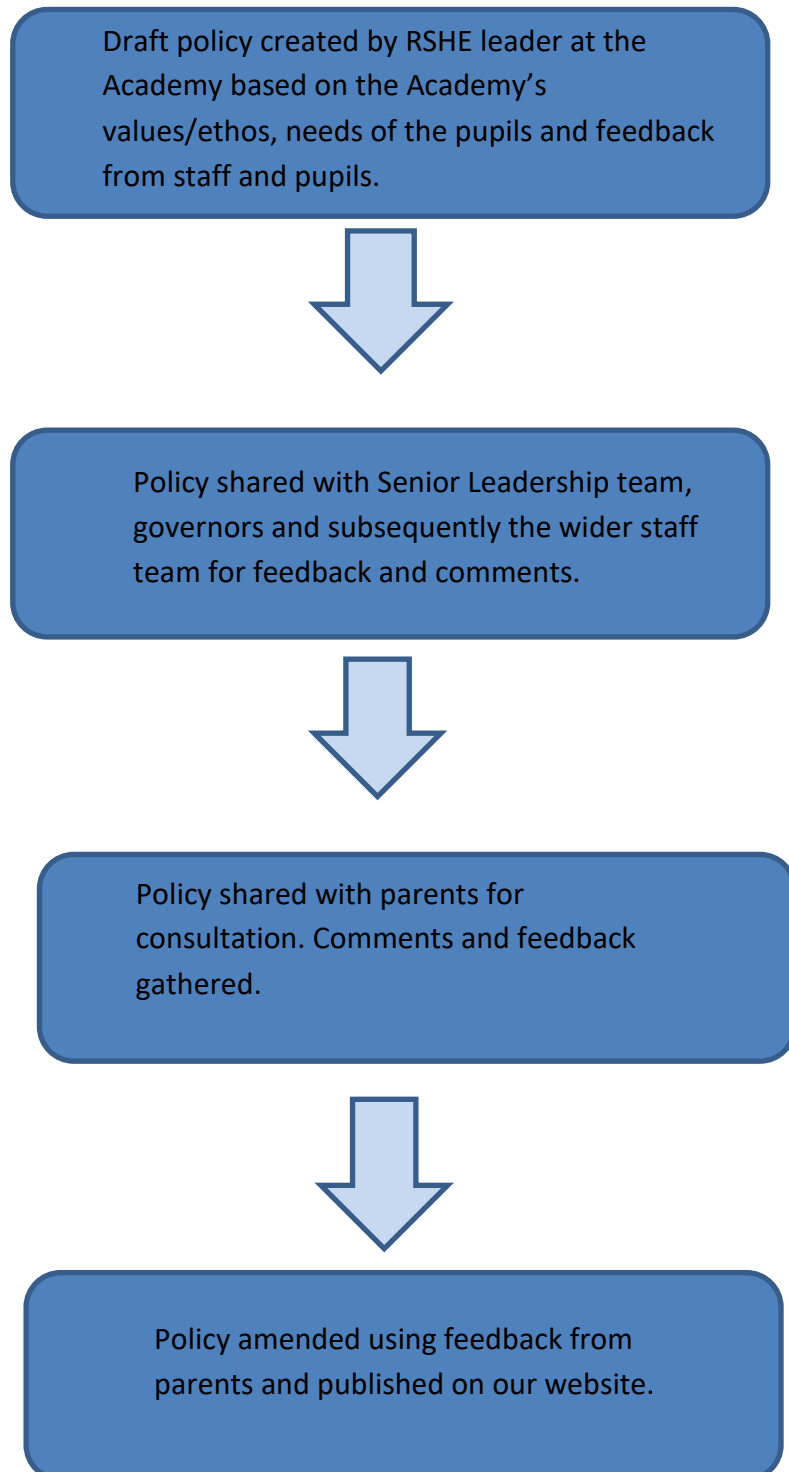 Draft policy created by RSHE leader at the
Academy based on the Academy’s
values/ethos, needs of the pupils and feedback
from staff and pupils.
Policy shared with Senior Leadership team,
governors and subsequently the wider staff
team for feedback and comments.
Policy shared with parents for
consultation. Comments and feedback
gathered.
Policy amended using feedback from
parents and published on our website.